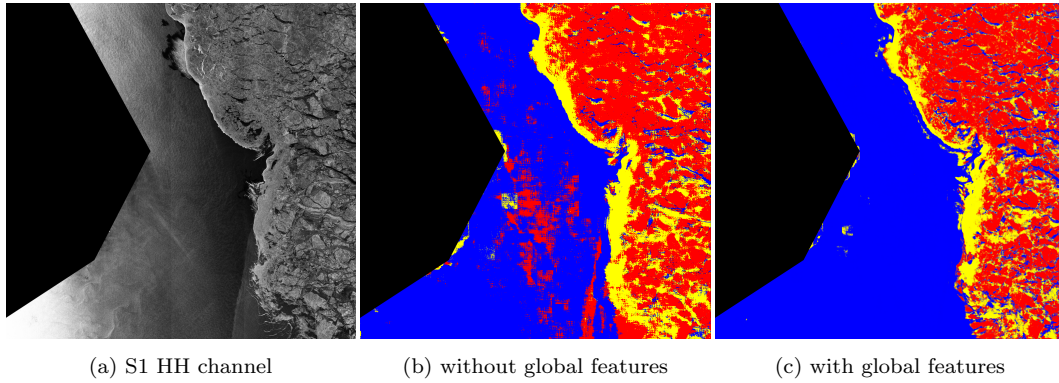 (a) S1 HH channel
(b) without global features
(c) with global features